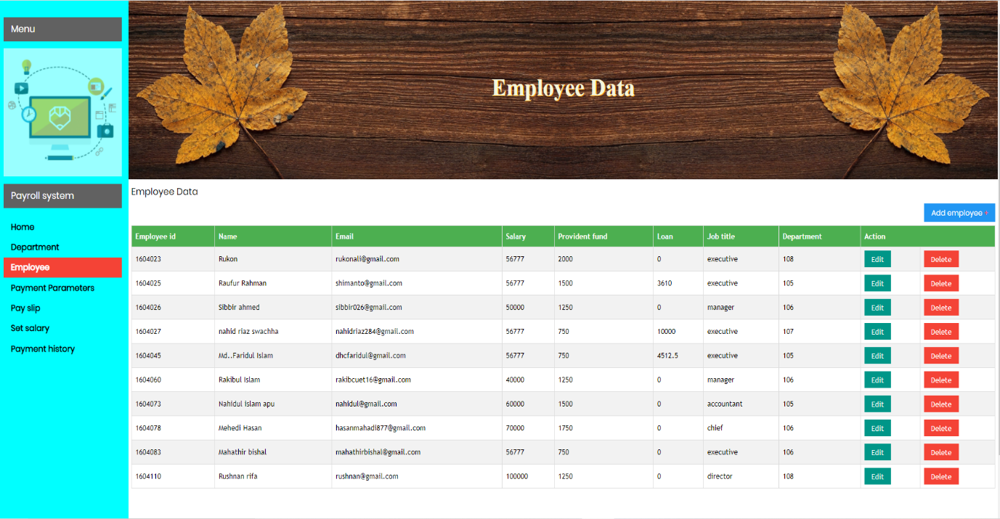 Menu
Payroll system
Home
Department
Employee
Payment Parameters
Pay slip
Set salary
Payment history
Employee Data
Employee Data
Add employee +
Employee id Name Email Salary Provident fund Loan Job title Department Action
1604023 Rukon rukonali@gmail.com 56777 2000 0 executive 108 Edit Delete
1604025 Raufur Rahman shimanto@gmail.com 56777 1500 3610 executive 105 Edit Delete
1604026 Sibbir ahmed sibbir026@gmail.com 50000 1250 0 manager 106 Edit Delete
1604027 nahid riaz swachha nahidriaz284@gmail.com 56777 750 10000 executive 107 Edit Delete
1604045 Md..Faridul Islam dhcfaridul@gmail.com 56777 750 4512.5 executive 105 Edit Delete
1604060 Rakibul Islam rakibcuet16@gmail.com 40000 1250 0 manager 106 Edit Delete
1604073 Nahidul islam apu nahidul@gmail.com 60000 1500 0 accountant 105 Edit Delete
1604078 Mehedi Hasan hasanmahadi877@gmail.com 70000 1750 0 chief 106 Edit Delete
1604083 Mahathir bishal mahathirbishal@gmail.com 56777 750 0 executive 106 Edit Delete
1604110 Rushnan rifa rushnan@gmail.com 100000 1250 0 director 108 Edit Delete